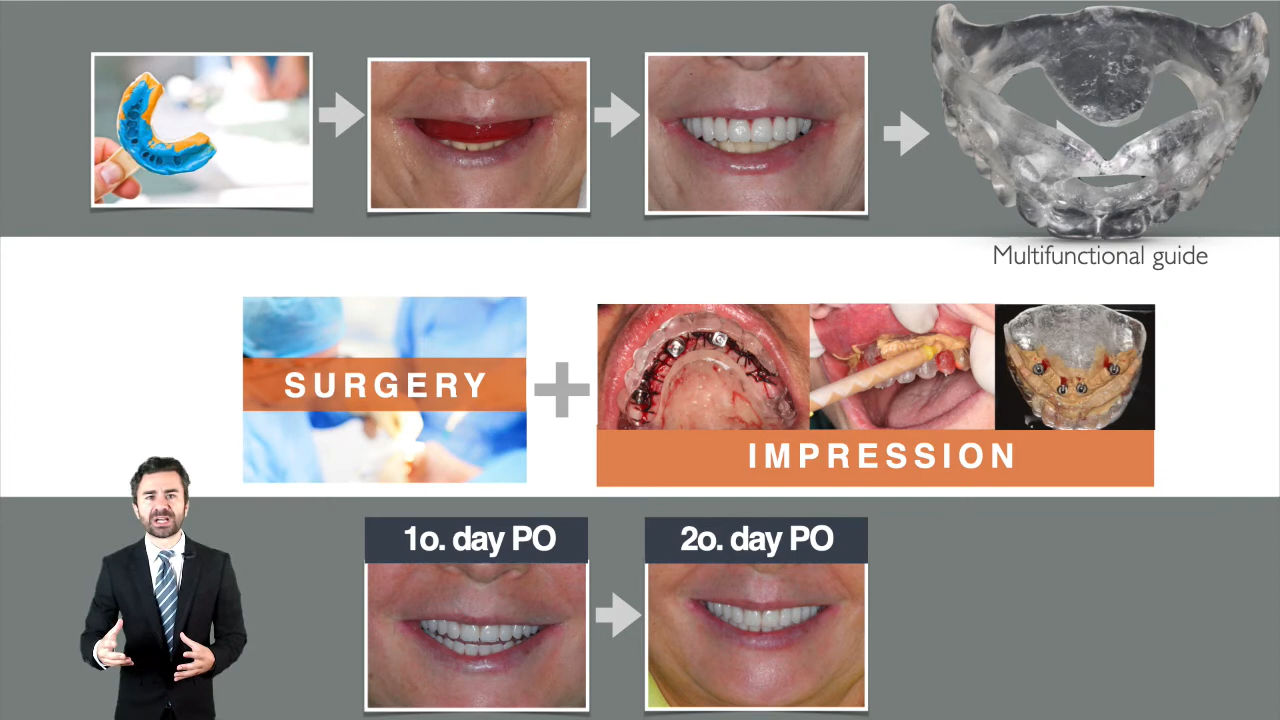 Multifunctional guide
SURGERY
IMPRESSION
1o. day PO
2o. day PO